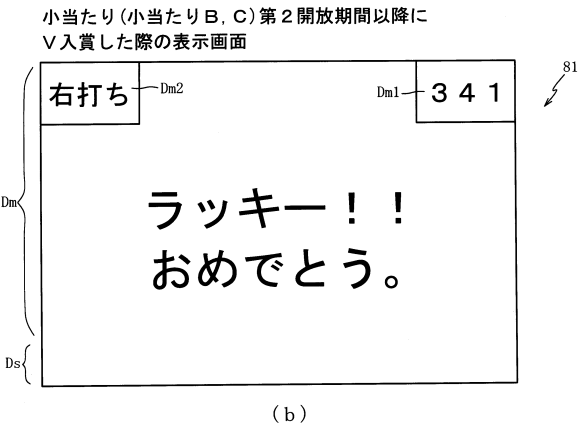 小当たり(小当たりB,C)第2開放期間以降に
V入賞した際の表示画面
右打ち
Dm2
Dm1
341
81
Dm
ラッキー!!
おめでとう。
Ds
(b)